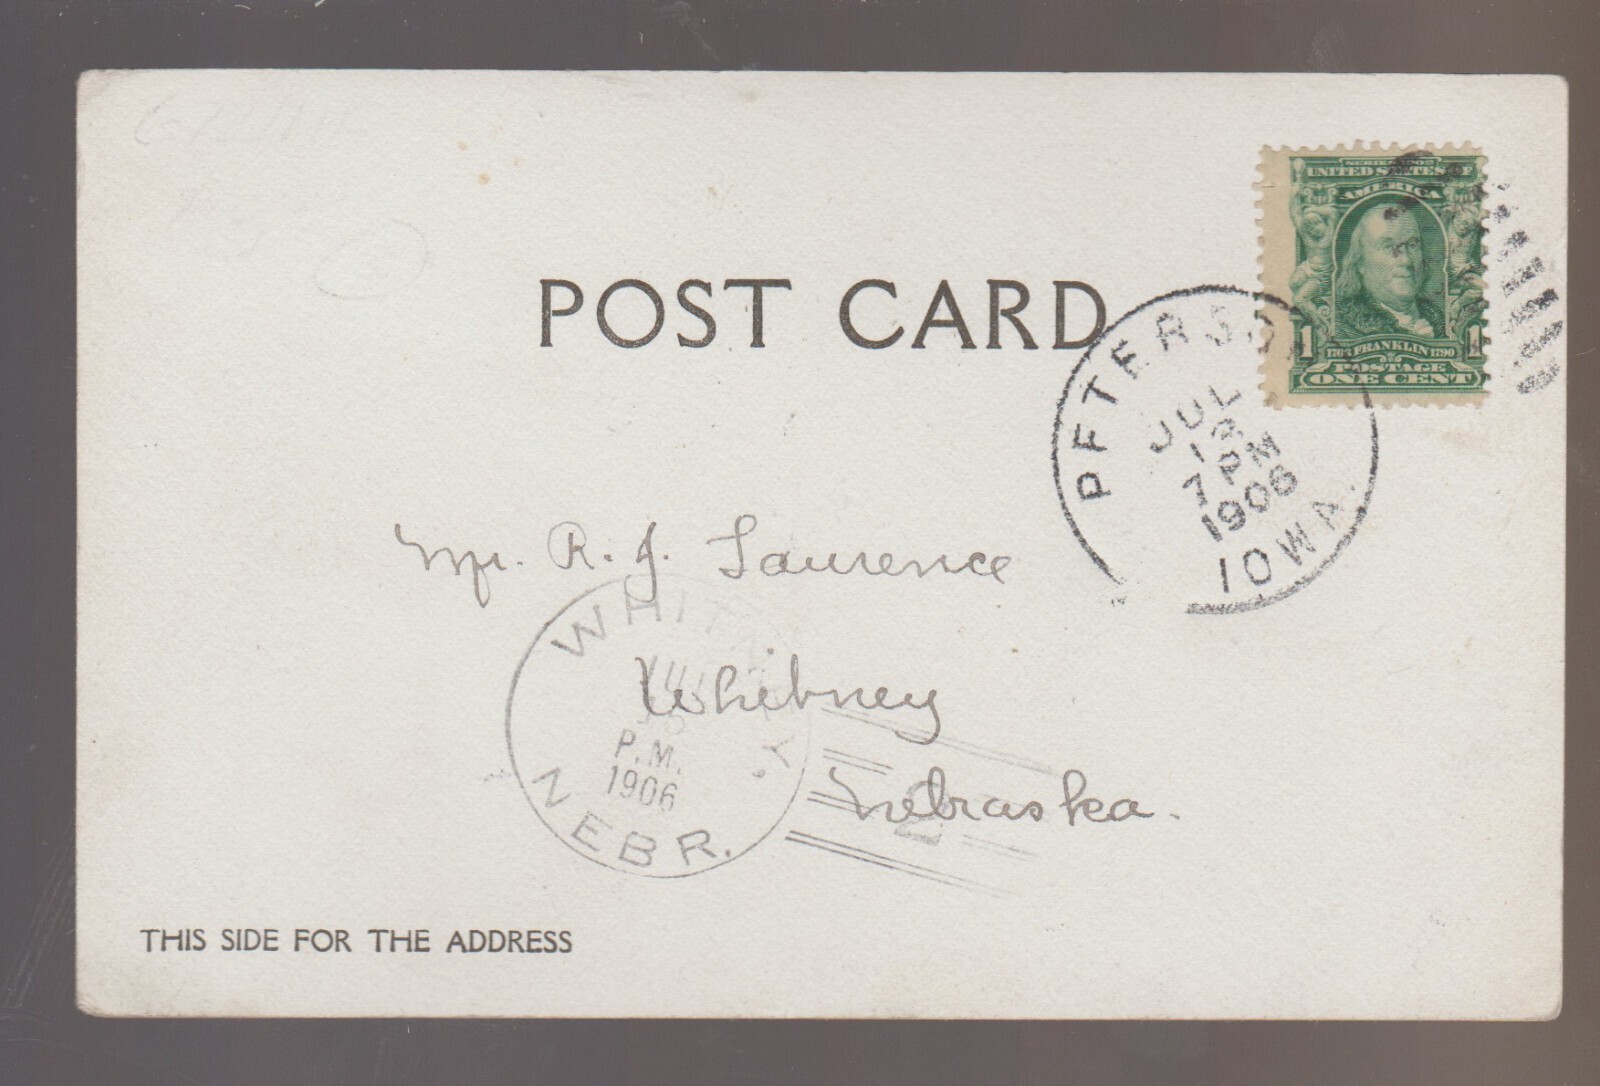 SERIES 1902
UNITED STATES OF
AMERICA
1 1
1706 FRANKLIN 1790
POSTAGE
ONE CENT
POST CARD
PETERSON
JUL
12
7 PM
1906
IOWA.
Mr. R. J. Laurence
Whitney
Nebraska.
WHITNEY,
P.M.
1906
NEBR.
2
THIS SIDE FOR THE ADDRESS